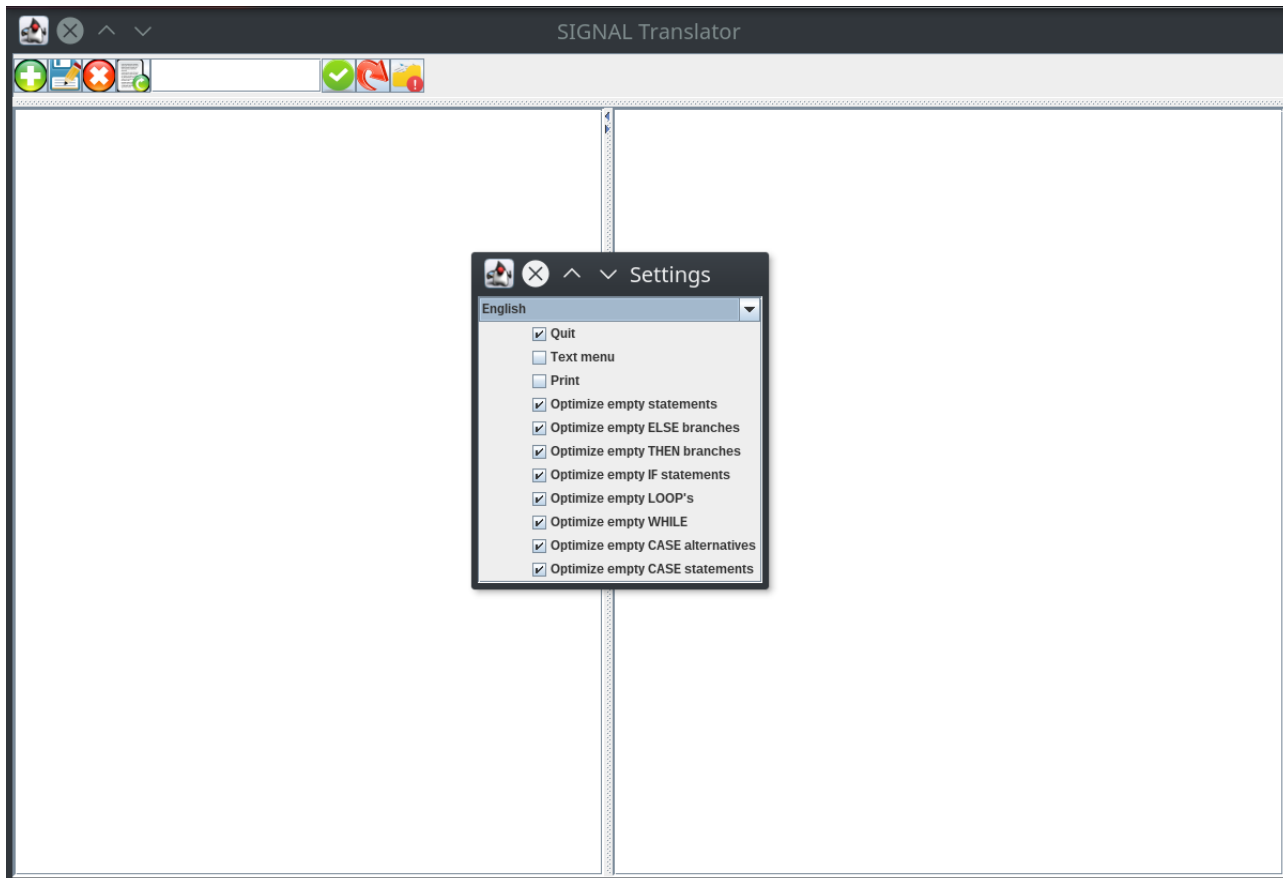 SIGNAL Translator
Settings
English
Quit
Text menu
Print
Optimize empty statements
Optimize empty ELSE branches
Optimize empty THEN branches
Optimize empty IF statements
Optimize empty LOOP's
Optimize empty WHILE
Optimize empty CASE alternatives
Optimize empty CASE statements